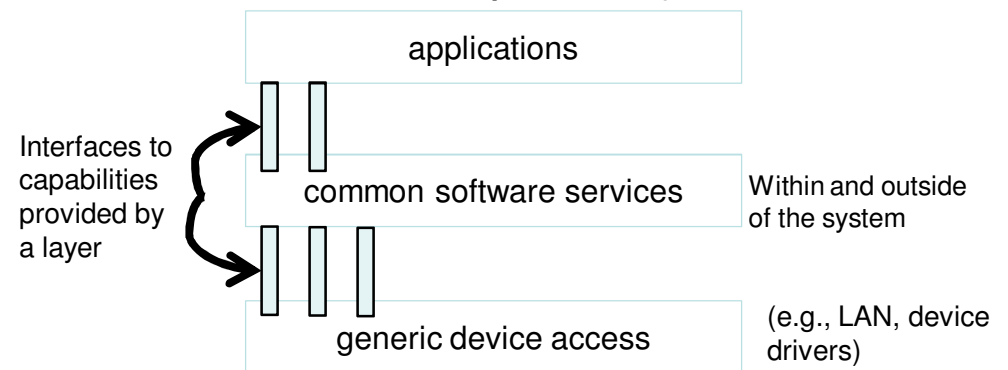 applications
Interfaces to
capabilities
provided by
a layer
common software services
Within and outside
of the system
generic device access
(e.g., LAN, device
drivers)